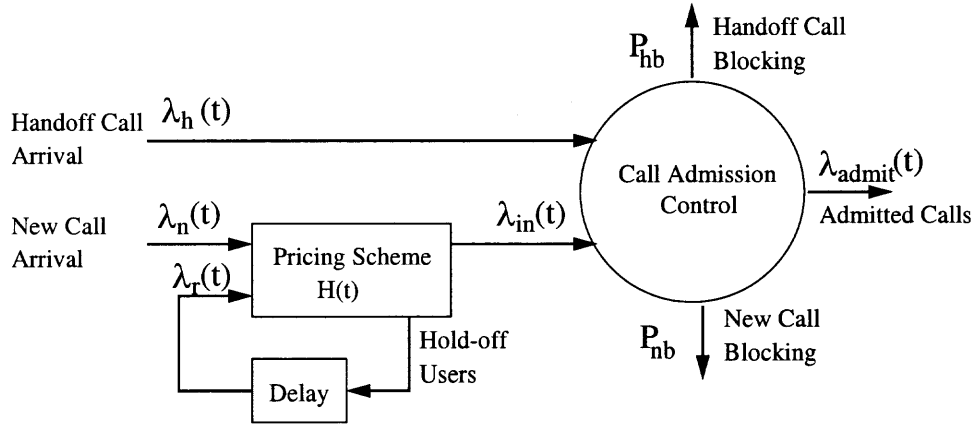 Handoff Call
Blocking
P_hb
Handoff Call
Arrival
λ_h (t)
Call Admission
Control
λ_admit(t)
Admitted Calls
New Call
Arrival
λ_n(t)
λ_in(t)
Pricing Scheme
H(t)
λ_r(t)
Hold-off
Users
Delay
P_nb
New Call
Blocking